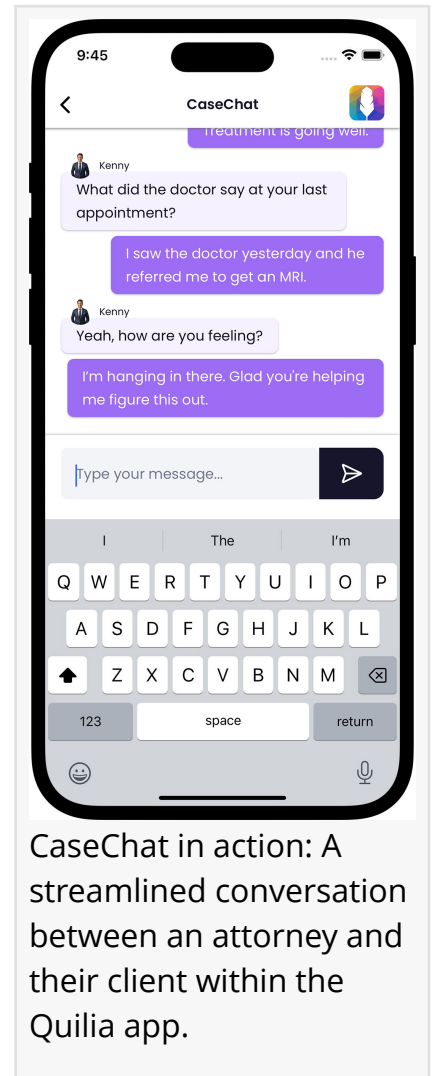 9:45
CaseChat
Treatment is going well.
Kenny
What did the doctor say at your last
appointment?
I saw the doctor yesterday and he
referred me to get an MRI.
Kenny
Yeah, how are you feeling?
I'm hanging in there. Glad you're helping
me figure this out.
Type your message...
I The I'm
Q W E R T Y U I O P
A S D F G H J K L
Z X C V B N M
123 space return
CaseChat in action: A
streamlined conversation
between an attorney and
their client within the
Quilia app.